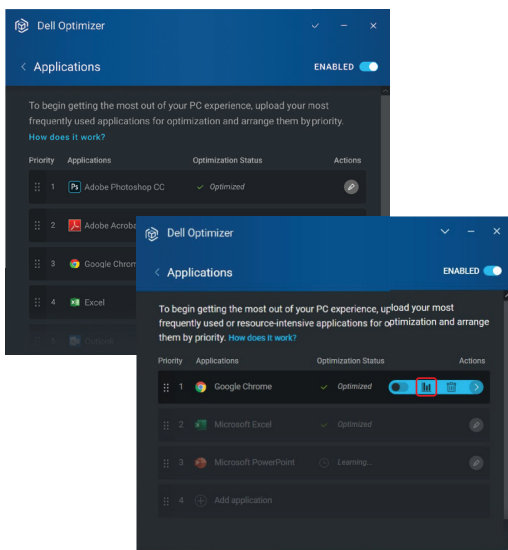 Dell Optimizer
Applications
ENABLED
To begin getting the most out of your PC experience, upload your most
frequently used applications for optimization and arrange them by priority.
How does it work?
Priority Applications Optimization Status Actions
1 Ps Adobe Photoshop CC Optimized
2 Adobe Acroba
3 Google Chrom
4 Excel
Outlook
Dell Optimizer
Applications
ENABLED
To begin getting the most out of your PC experience, upload your most
frequently used or resource-intensive applications for optimization and arrange
them by priority. How does it work?
Priority Applications Optimization Status Actions
1 Google Chrome Optimized
2 Microsoft Excel Optimized
3 Microsoft PowerPoint Learning...
4 Add application